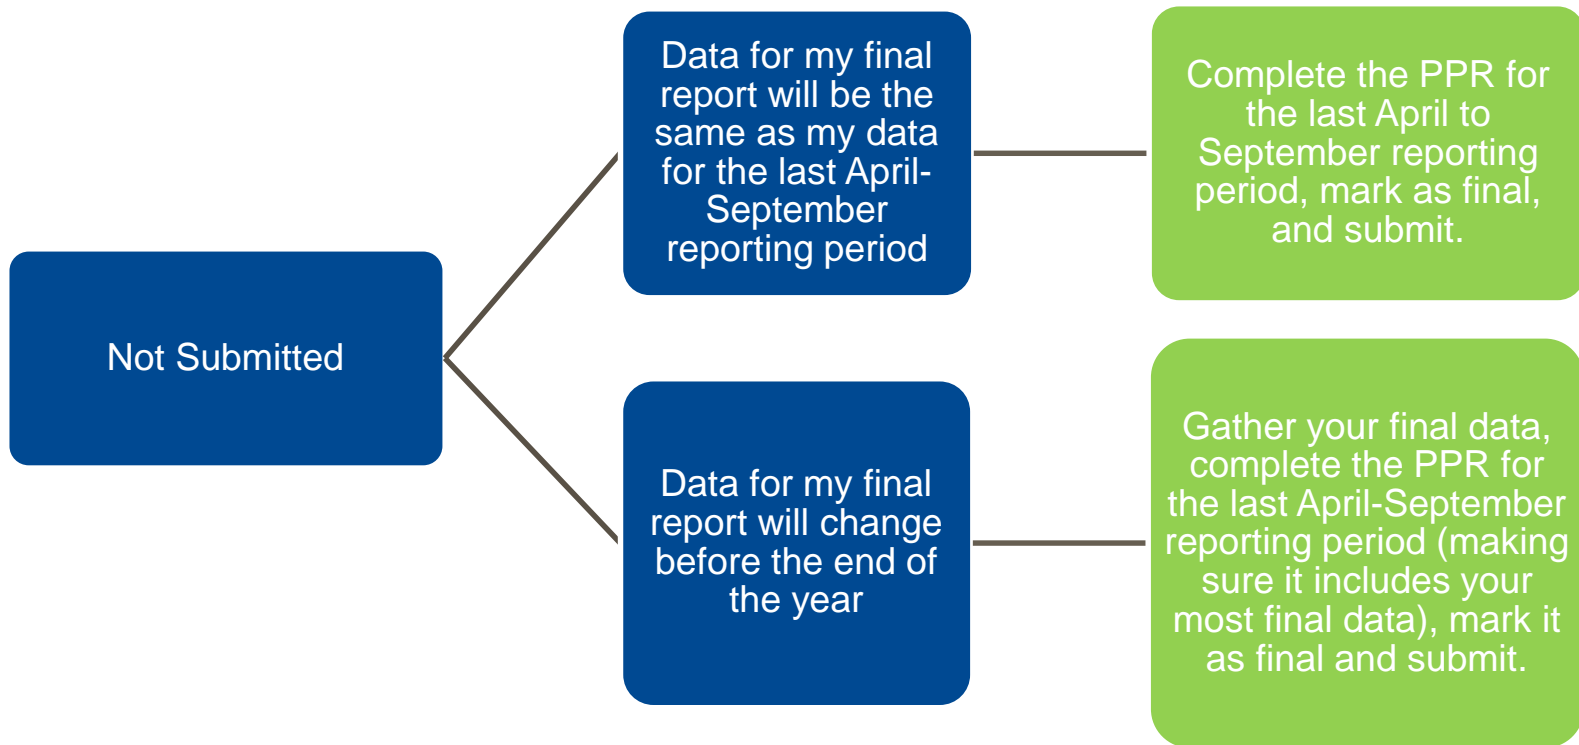 Not Submitted
Data for my final
report will be the
same as my data
for the last April-
September
reporting period
Complete the PPR for
the last April to
September reporting
period, mark as final,
and submit.
Data for my final
report will change
before the end of
the year
Gather your final data,
complete the PPR for
the last April-September
reporting period (making
sure it includes your
most final data), mark it
as final and submit.